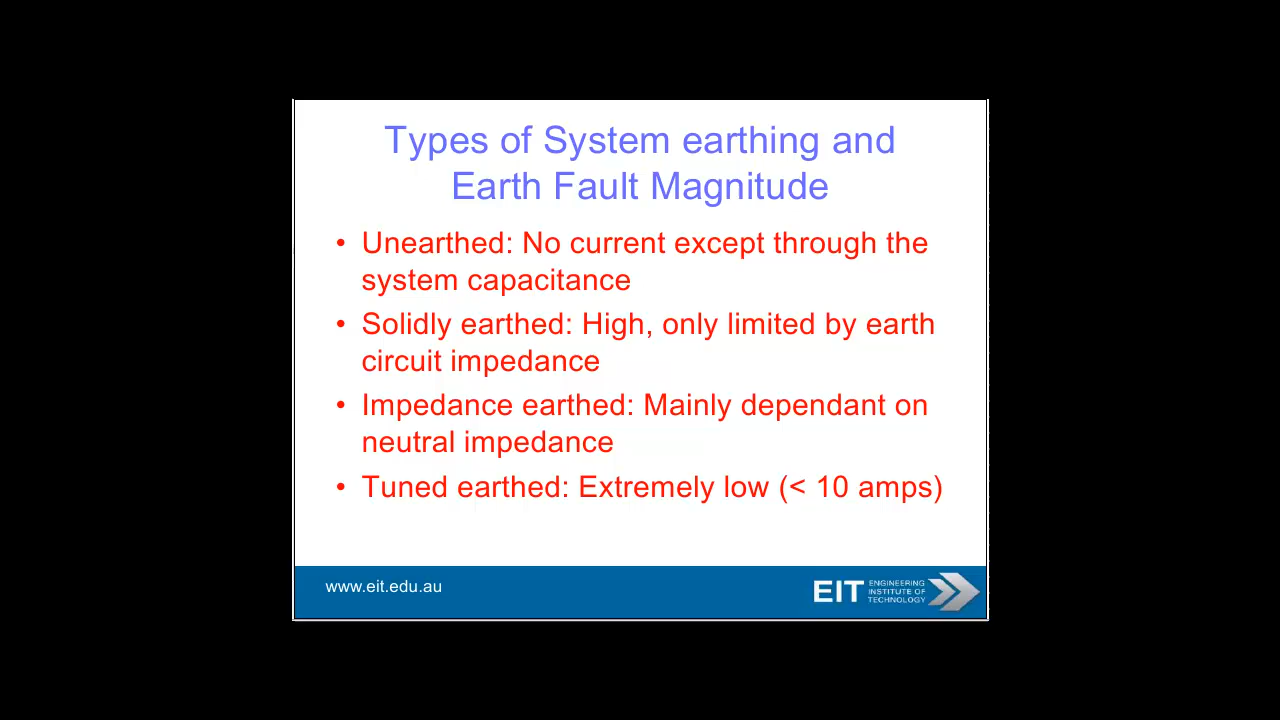 Types of System earthing and
Earth Fault Magnitude
• Unearthed: No current except through the
system capacitance
• Solidly earthed: High, only limited by earth
circuit impedance
• Impedance earthed: Mainly dependant on
neutral impedance
• Tuned earthed: Extremely low (< 10 amps)
www.eit.edu.au
EIT
ENGINEERING
INSTITUTE OF
TECHNOLOGY